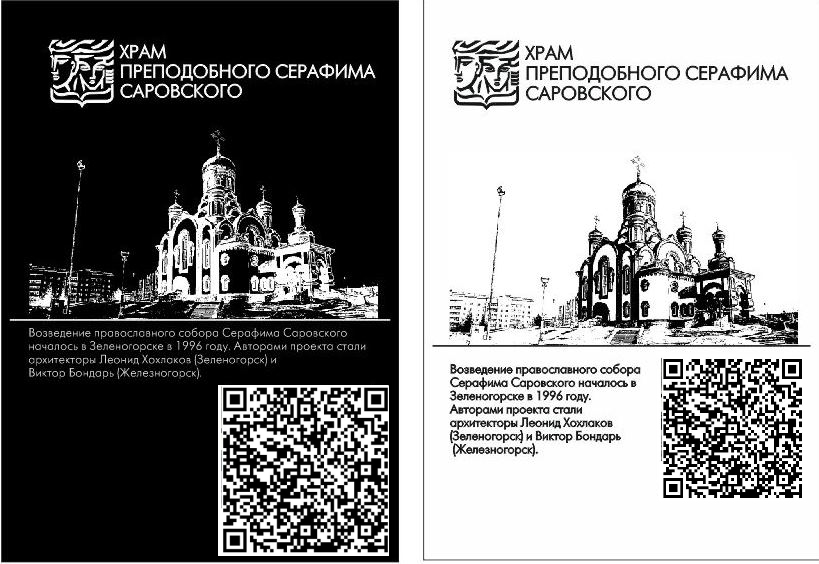 ХРАМ
ПРЕПОДОБНОГО СЕРАФИМА
САРОВСКОГО
Возведение православного собора Серафима Саровского
началось в Зеленогорске в 1996 году. Авторами проекта стали
архитекторы Леонид Хохлаков (Зеленогорск) и
Виктор Бондарь (Железногорск).
ХРАМ
ПРЕПОДОБНОГО СЕРАФИМА
САРОВСКОГО
Возведение православного собора
Серафима Саровского началось в
Зеленогорске в 1996 году.
Авторами проекта стали
архитекторы Леонид Хохлаков
(Зеленогорск) и Виктор Бондарь
(Железногорск).